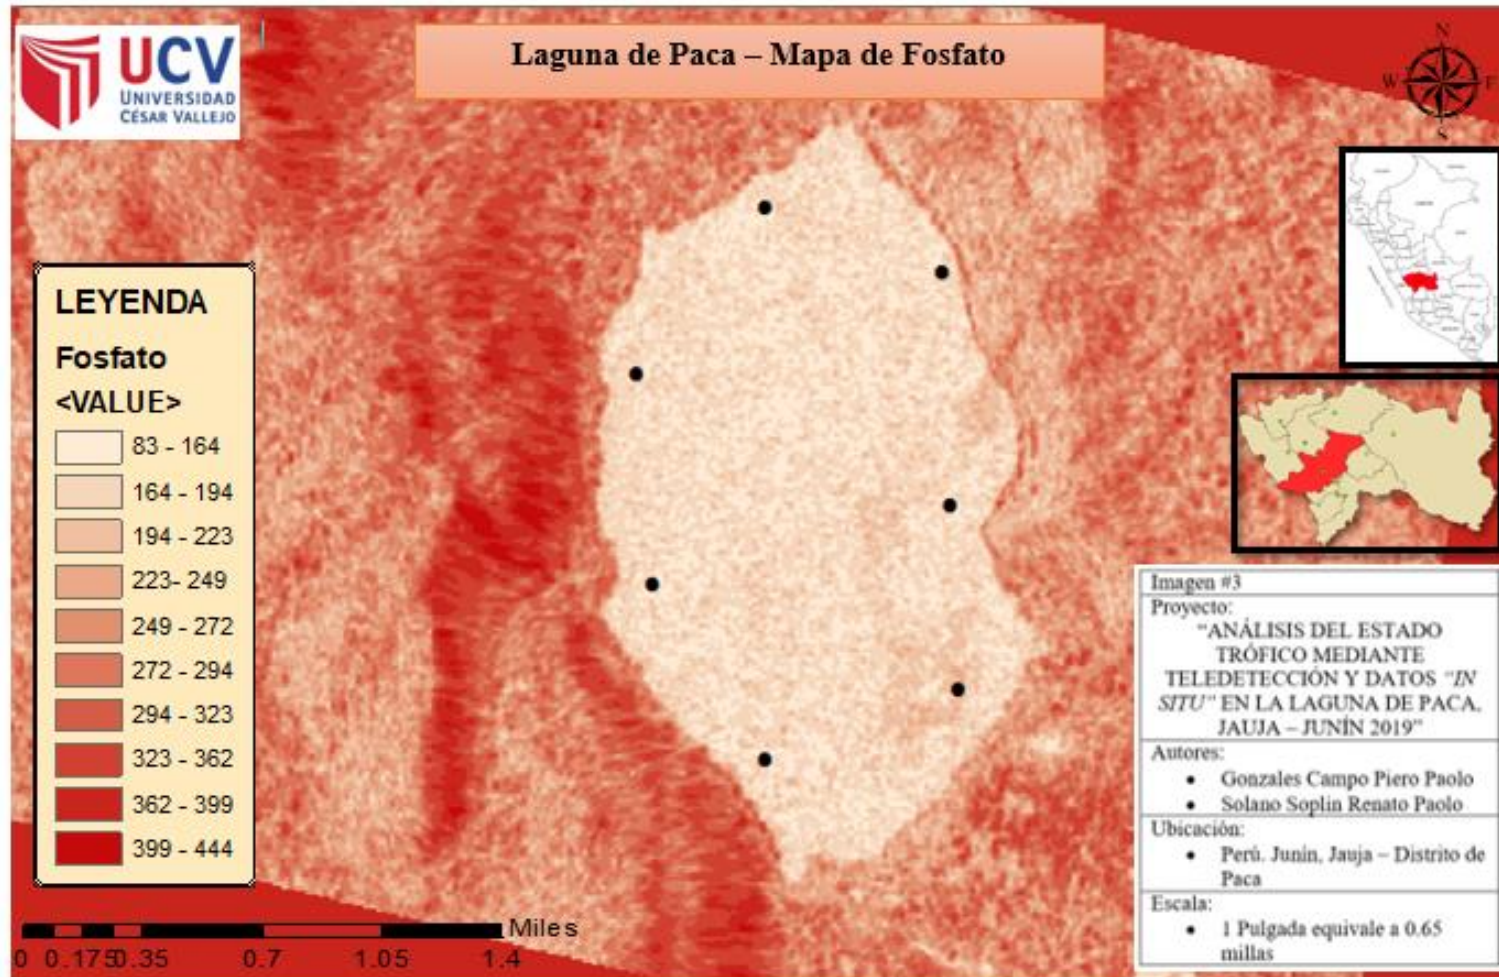 UCV
UNIVERSIDAD
CÉSAR VALLEJO
Laguna de Paca – Mapa de Fosfato
N
W
E
S
LEYENDA
Fosfato
<VALUE>
83 - 164
164 - 194
194 - 223
223- 249
249 - 272
272 - 294
294 - 323
323 - 362
362 - 399
399 - 444
Miles
0 0.175 0.35 0.7 1.05 1.4
Imagen #3
Proyecto:
“ANÁLISIS DEL ESTADO
TRÓFICO MEDIANTE
TELEDETECCIÓN Y DATOS “IN
SITU” EN LA LAGUNA DE PACA,
JAUJA – JUNÍN 2019”
Autores:
• Gonzales Campo Piero Paolo
• Solano Soplin Renato Paolo
Ubicación:
• Perú. Junín, Jauja – Distrito de
Paca
Escala:
• 1 Pulgada equivale a 0.65
millas